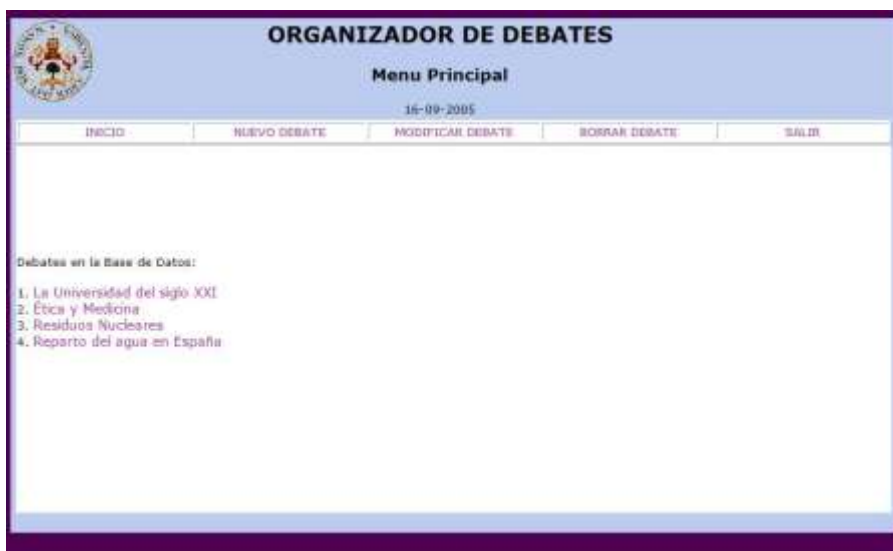 ORGANIZADOR DE DEBATES
Menu Principal
16-09-2005
INICIO NUEVO DEBATE MODIFICAR DEBATE BORRAR DEBATE SALIR
Debates en la Base de Datos:
1. La Universidad del siglo XXI
2. Ética y Medicina
3. Residuos Nucleares
4. Reparto del agua en España